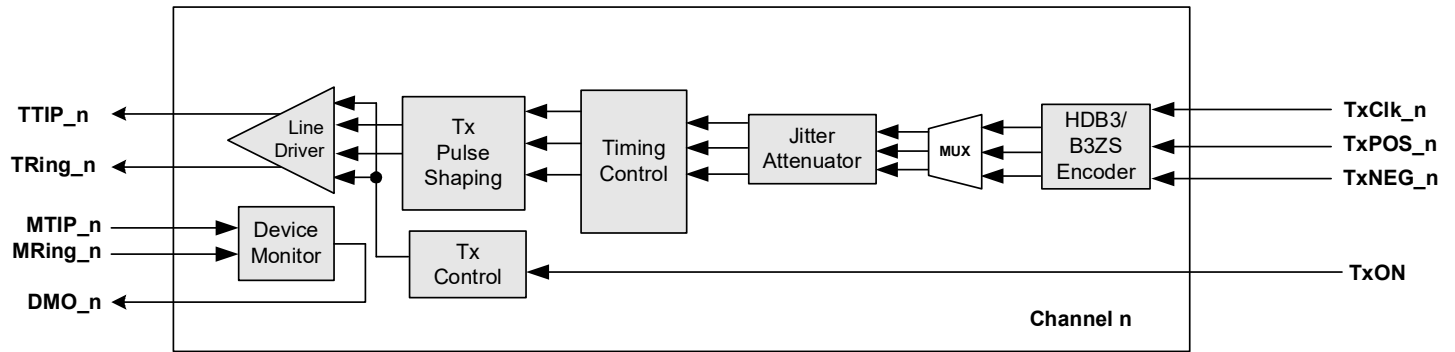 TTIP_n
TRing_n
MTIP_n
MRing_n
DMO_n
Line
Driver
Device
Monitor
Tx
Pulse
Shaping
Tx
Control
Timing
Control
Jitter
Attenuator
MUX
HDB3/
B3ZS
Encoder
TxClk_n
TxPOS_n
TxNEG_n
TxON
Channel n